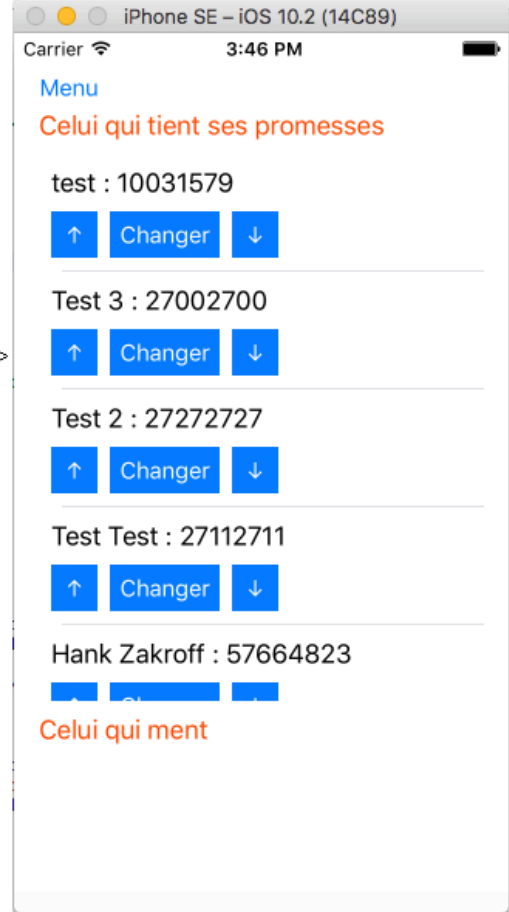 iPhone SE – iOS 10.2 (14C89)
Carrier 3:46 PM
Menu
Celui qui tient ses promesses
test : 10031579
↑ Changer ↓
Test 3 : 27002700
↑ Changer ↓
Test 2 : 27272727
↑ Changer ↓
Test Test : 27112711
↑ Changer ↓
Hank Zakroff : 57664823
Celui qui ment